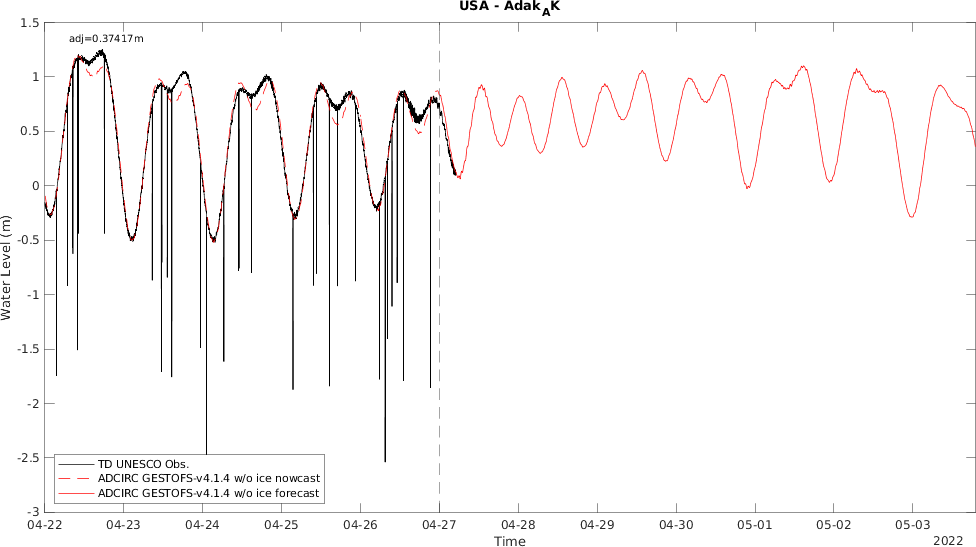 USA - Adak_AK
adj=0.37417m
1.5
1
0.5
0
-0.5
-1
-1.5
-2
-2.5
-3
Water Level (m)
TD UNESCO Obs.
ADCIRC GESTOFS-v4.1.4 w/o ice nowcast
ADCIRC GESTOFS-v4.1.4 w/o ice forecast
04-22 04-23 04-24 04-25 04-26 04-27 04-28 04-29 04-30 05-01 05-02 05-03
Time
2022